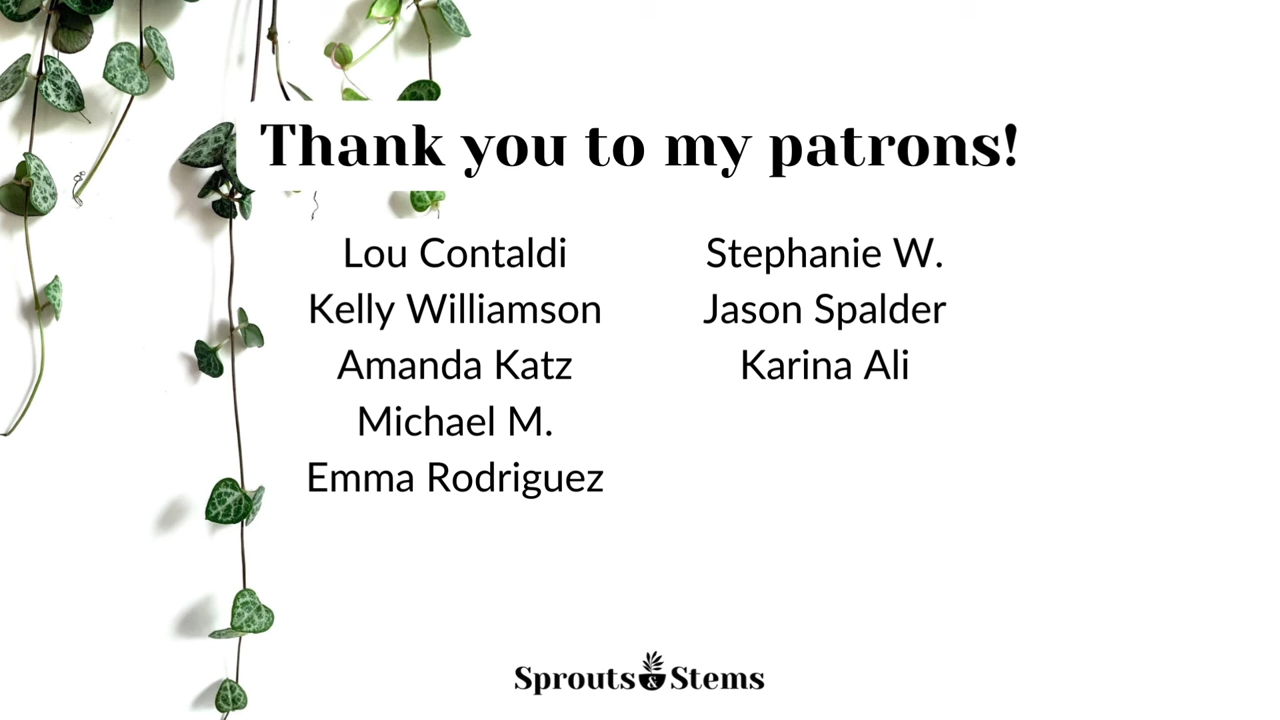 Thank you to my patrons!
Lou Contaldi
Kelly Williamson
Amanda Katz
Michael M.
Emma Rodriguez
Stephanie W.
Jason Spalder
Karina Ali
Sprouts & Stems